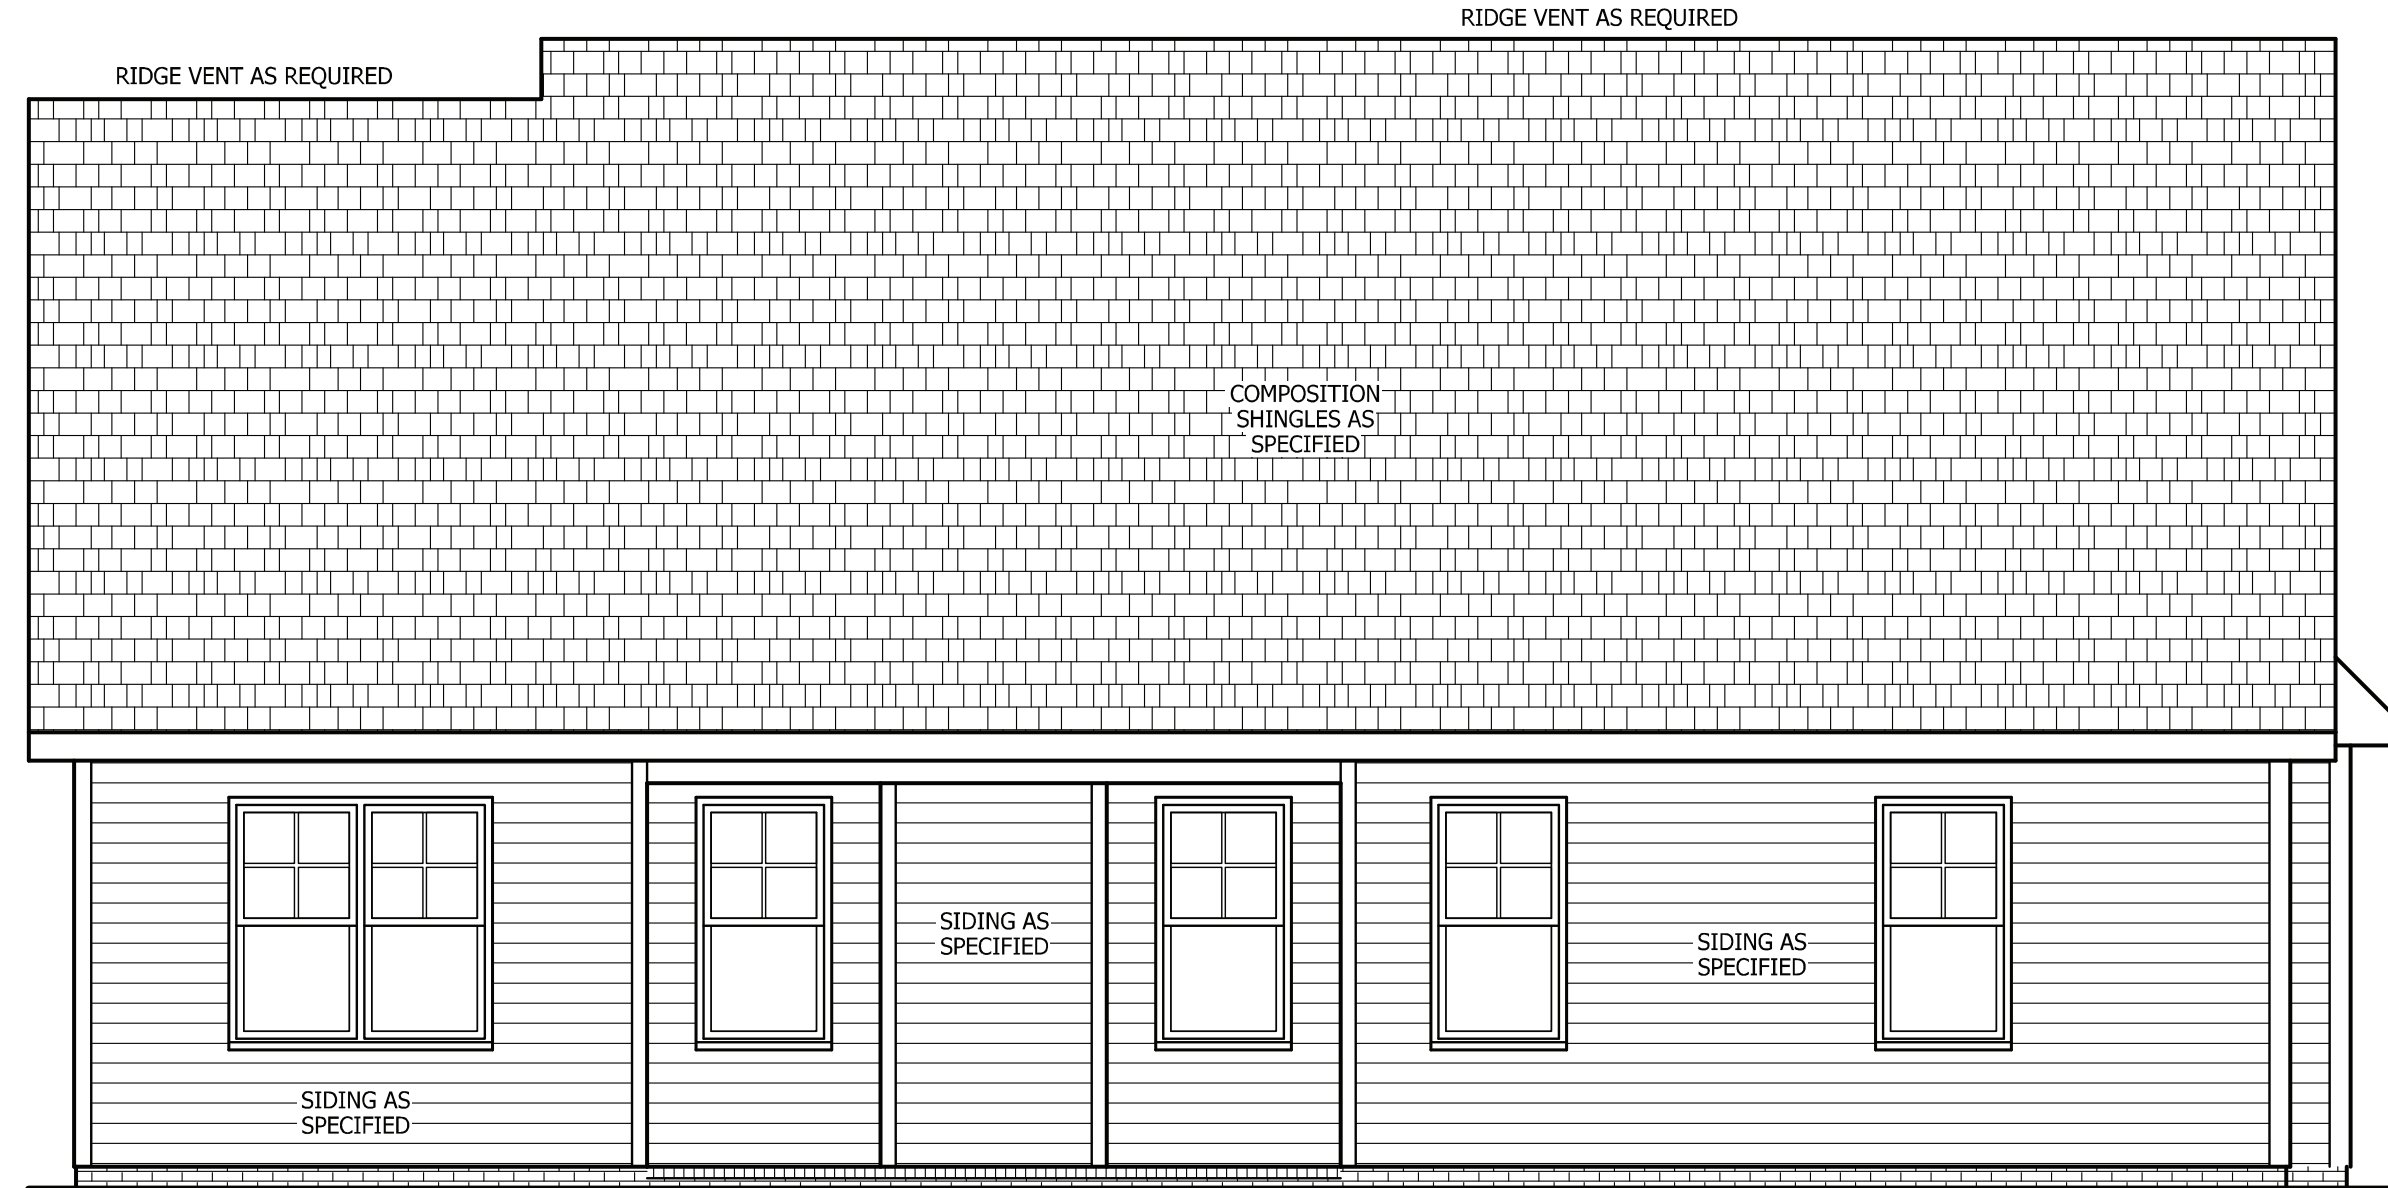 RIDGE VENT AS REQUIRED
RIDGE VENT AS REQUIRED
COMPOSITION
SHINGLES AS
SPECIFIED
SIDING AS
SPECIFIED
SIDING AS
SPECIFIED
SIDING AS
SPECIFIED